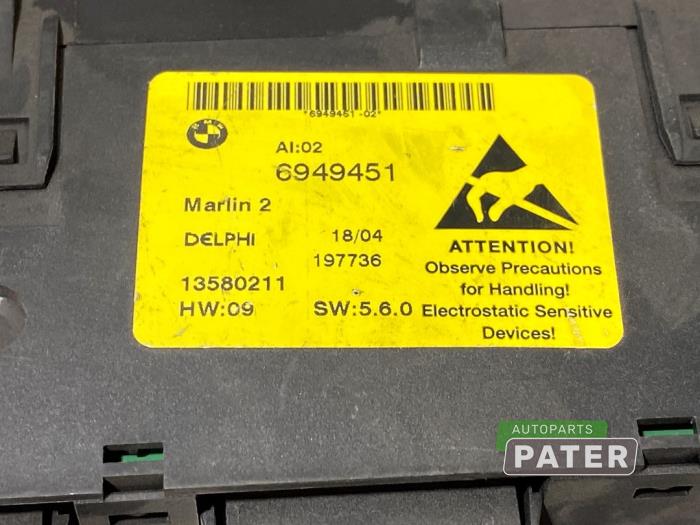 *6949451-02*
BMW
AI:02
6949451
Marlin 2
DELPHI
18/04
197736
13580211
HW:09
SW:5.6.0
ATTENTION!
Observe Precautions
for Handling!
Electrostatic Sensitive
Devices!
AUTOPARTS
PATER